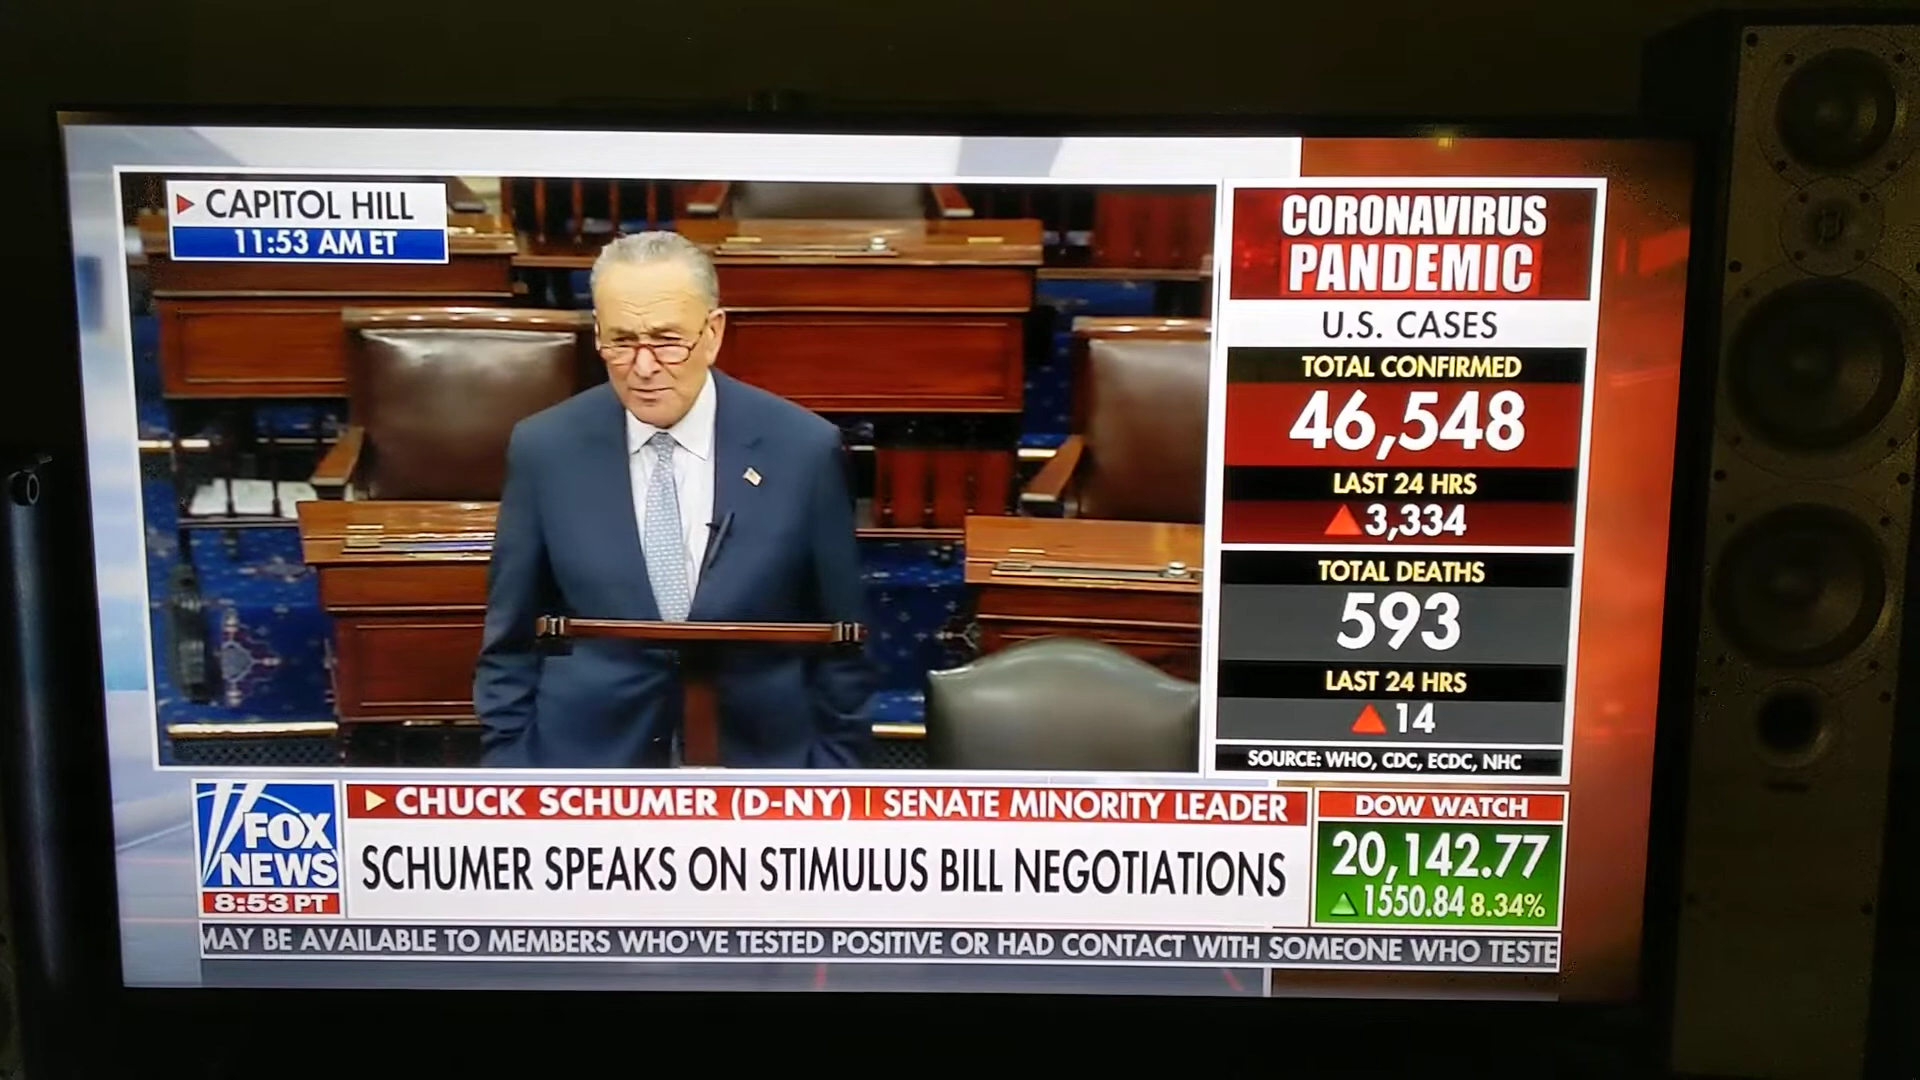 CAPITOL HILL
11:53 AM ET
CORONAVIRUS
PANDEMIC
U.S. CASES
TOTAL CONFIRMED
46,548
LAST 24 HRS
▲3,334
TOTAL DEATHS
593
LAST 24 HRS
▲14
SOURCE: WHO, CDC, ECDC, NHC
FOX
NEWS
8:53 PT
CHUCK SCHUMER (D-NY) | SENATE MINORITY LEADER
SCHUMER SPEAKS ON STIMULUS BILL NEGOTIATIONS
DOW WATCH
20,142.77
▲1550.84 8.34%
MAY BE AVAILABLE TO MEMBERS WHO'VE TESTED POSITIVE OR HAD CONTACT WITH SOMEONE WHO TESTE